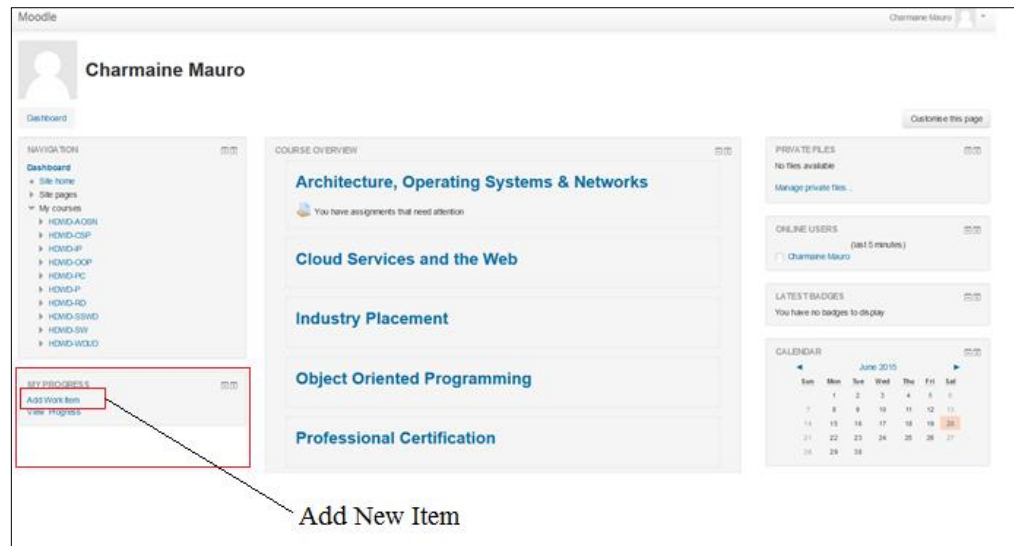 Moodle
Charmaine Mauro
Charmaine Mauro
Dashboard
Customise this page
NAVIGATION
Dashboard
Site home
Site pages
My courses
HDWD-AOSN
HDWD-CSP
HDWD-IP
HDWD-OOP
HDWD-PC
HDWD-P
HDWD-RD
HDWD-SSWD
HDWD-SW
HDWD-WDUD
MY PROGRESS
Add Work Item
View Progress
COURSE OVERVIEW
Architecture, Operating Systems & Networks
You have assignments that need attention
Cloud Services and the Web
Industry Placement
Object Oriented Programming
Professional Certification
PRIVATE FILES
No files available
Manage private files...
ONLINE USERS
(last 5 minutes)
Charmaine Mauro
LATEST BADGES
You have no badges to display
CALENDAR
◄ June 2015 ►
Sun Mon Tue Wed Thu Fri Sat
1 2 3 4 5 6
7 8 9 10 11 12 13
14 15 16 17 18 19 20
21 22 23 24 25 26 27
28 29 30
Add New Item